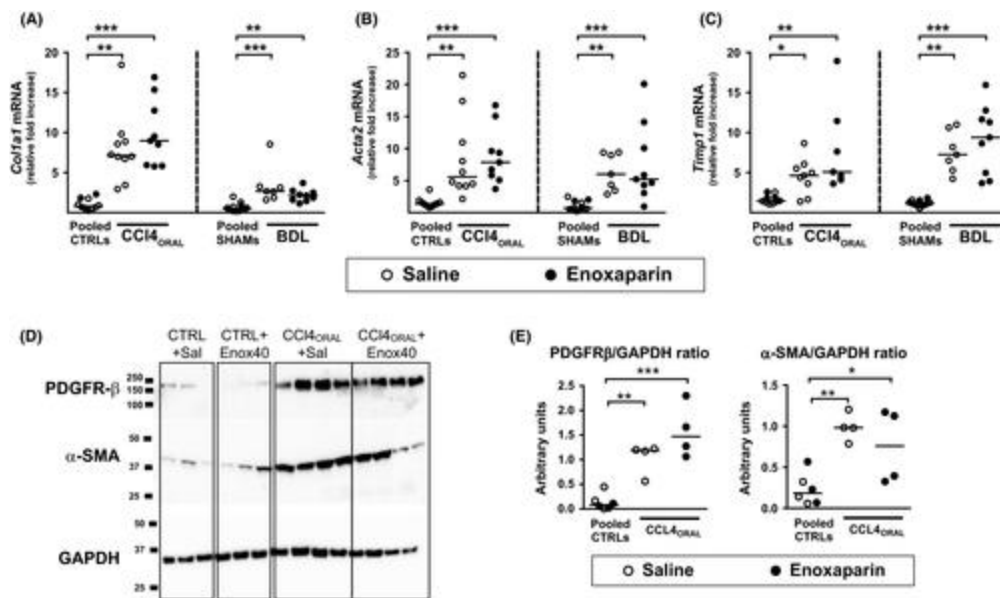 (A)
Col1a1 mRNA
(relative fold increase)
20
15
10
5
***
**
**
***
Pooled
CTRLs
CCl4ORAL
Pooled
SHAMs
BDL
(B)
Acta2 mRNA
(relative fold increase)
25
20
15
10
5
***
**
***
**
Pooled
CTRLs
CCl4ORAL
Pooled
SHAMs
BDL
(C)
Timp1 mRNA
(relative fold increase)
20
15
10
5
**
*
***
**
Pooled
CTRLs
CCl4ORAL
Pooled
SHAMs
BDL
Saline Enoxaparin
(D)
CTRL
+Sal
CTRL+
Enox40
CCl4ORAL
+Sal
CCl4ORAL+
Enox40
PDGFR-β
250
150
100
α-SMA
50
37
25
GAPDH
50
37
25
(E)
PDGFRβ/GAPDH ratio
Arbitrary units
2.5
2.0
1.5
1.0
0.5
0.0
***
**
Pooled
CTRLs
CCL4ORAL
α-SMA/GAPDH ratio
Arbitrary units
1.5
1.0
0.5
0.0
*
**
Pooled
CTRLs
CCL4ORAL
Saline Enoxaparin